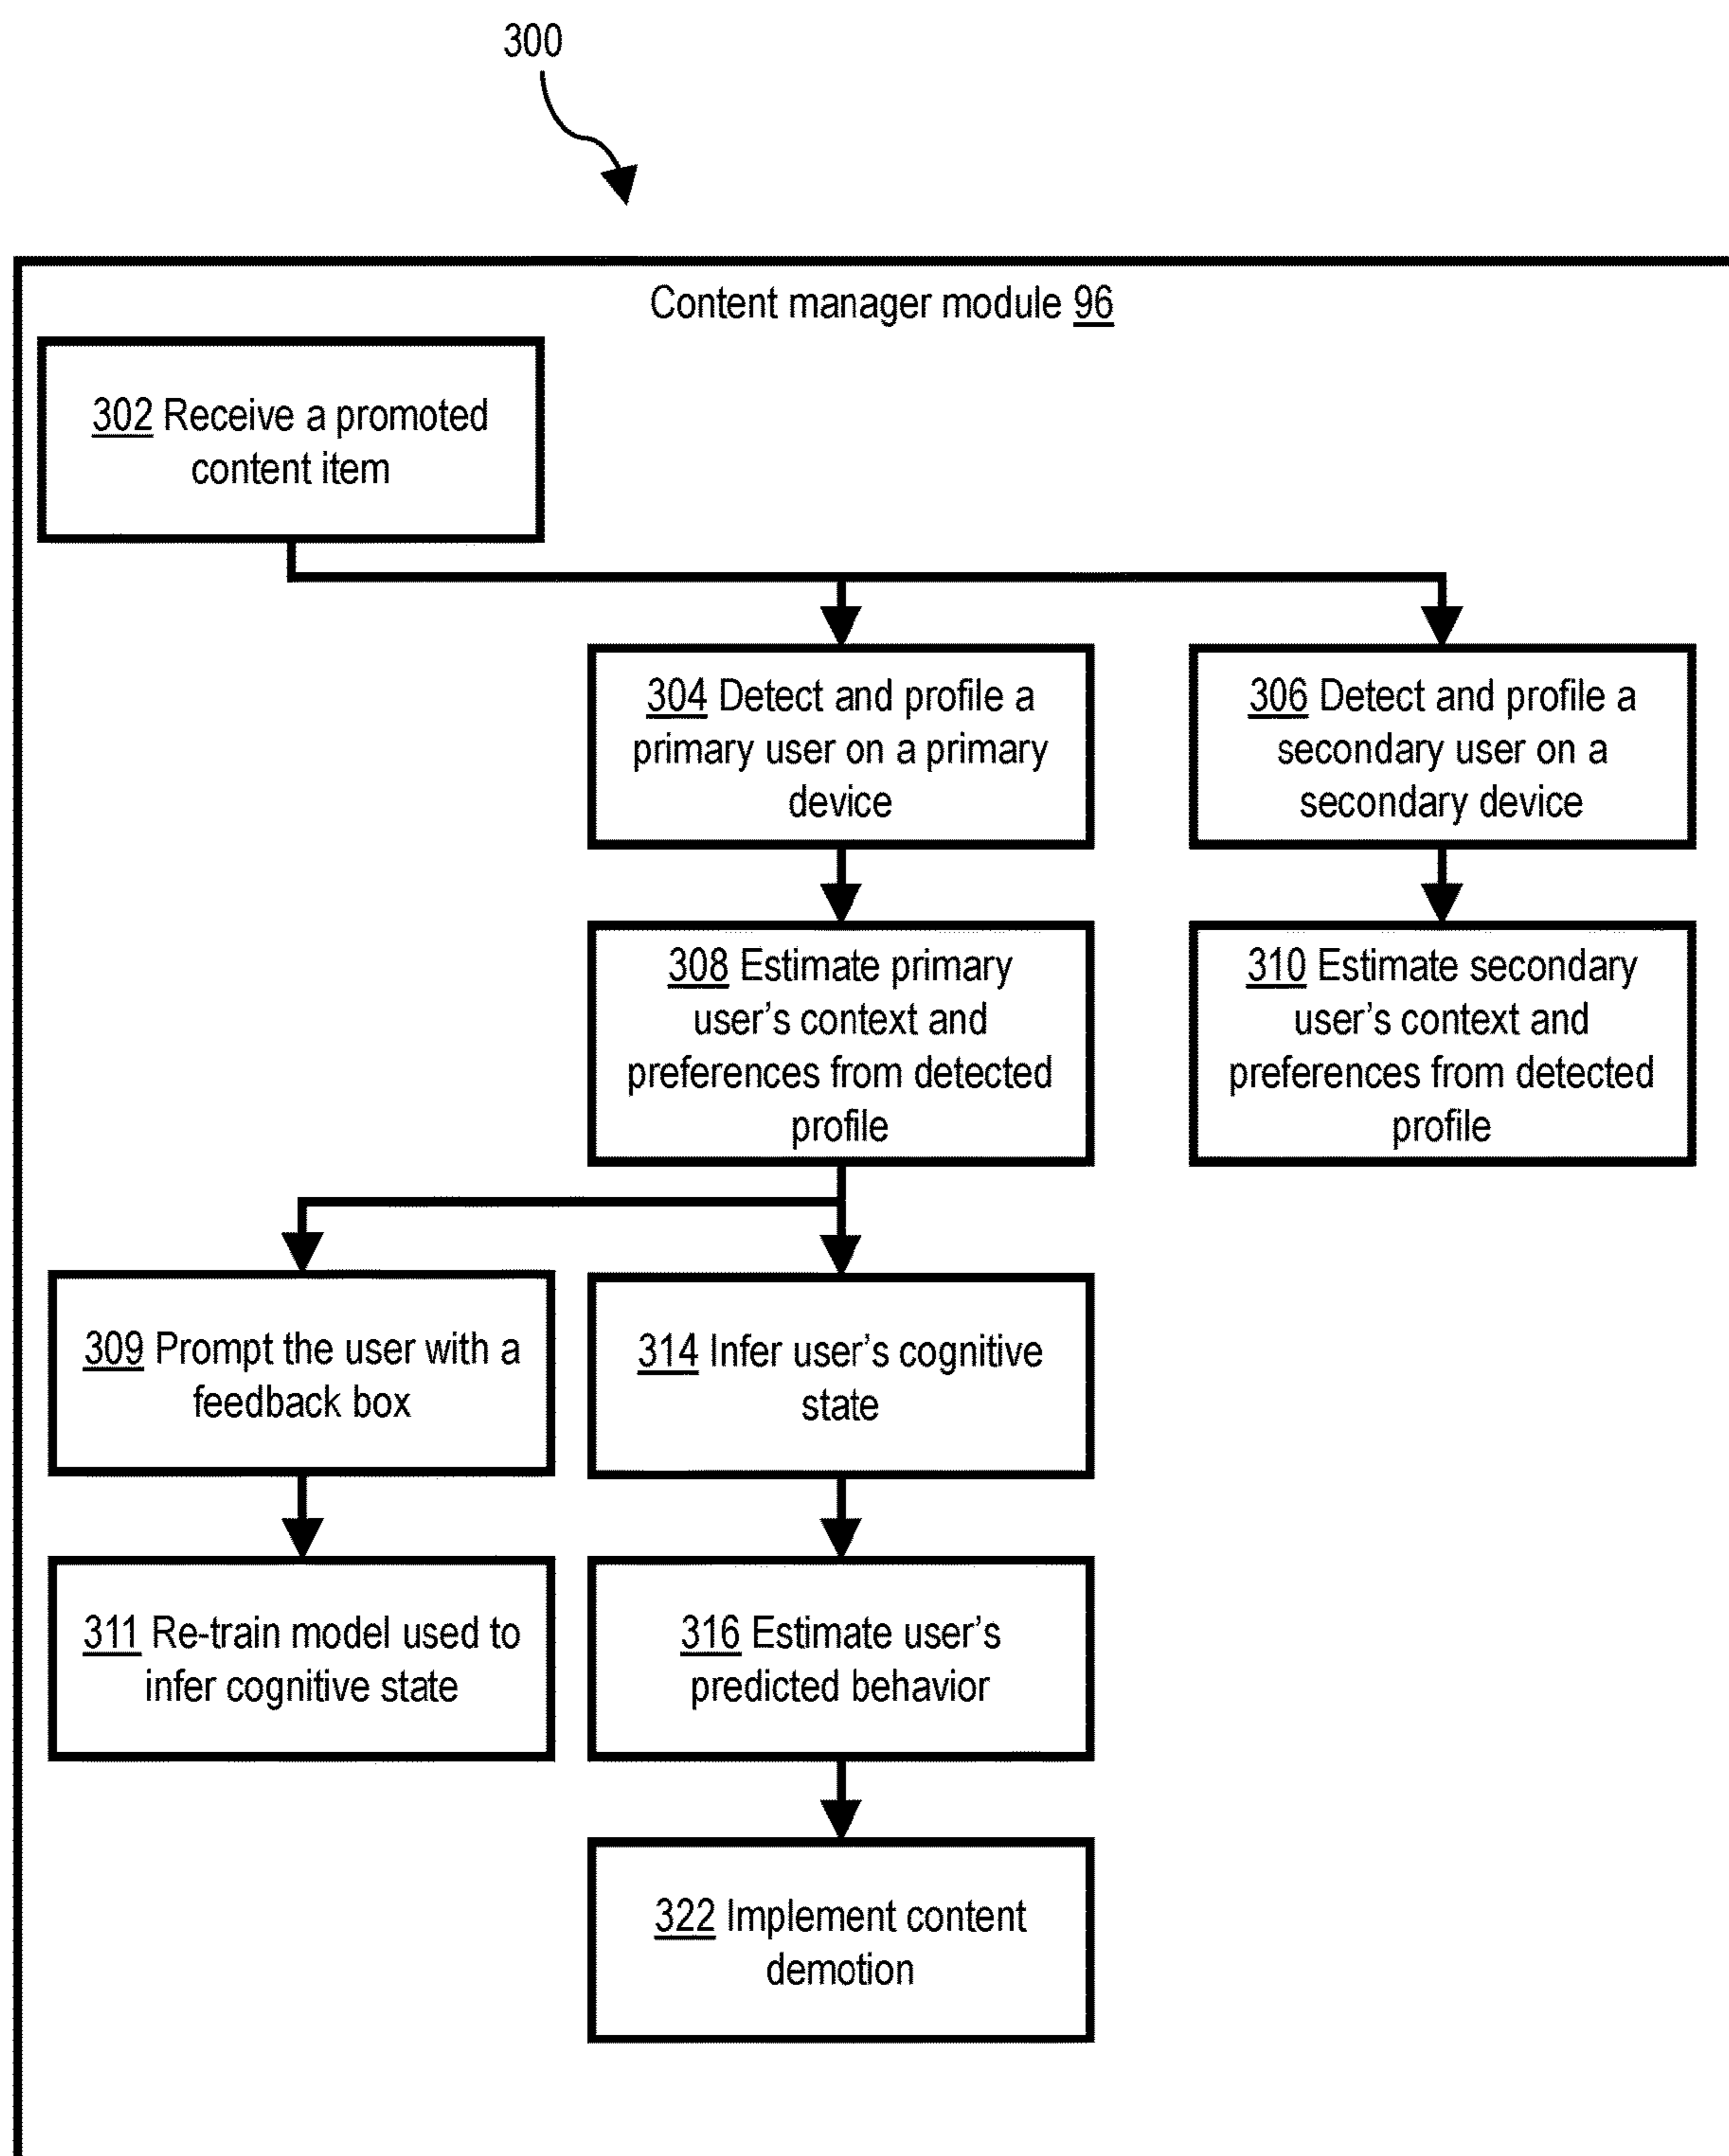 300
Content manager module 96
302 Receive a promoted
content item
304 Detect and profile a
primary user on a primary
device
306 Detect and profile a
secondary user on a
secondary device
308 Estimate primary
user's context and
preferences from detected
profile
310 Estimate secondary
user's context and
preferences from detected
profile
309 Prompt the user with a
feedback box
314 Infer user's cognitive
state
311 Re-train model used to
infer cognitive state
316 Estimate user's
predicted behavior
322 Implement content
demotion